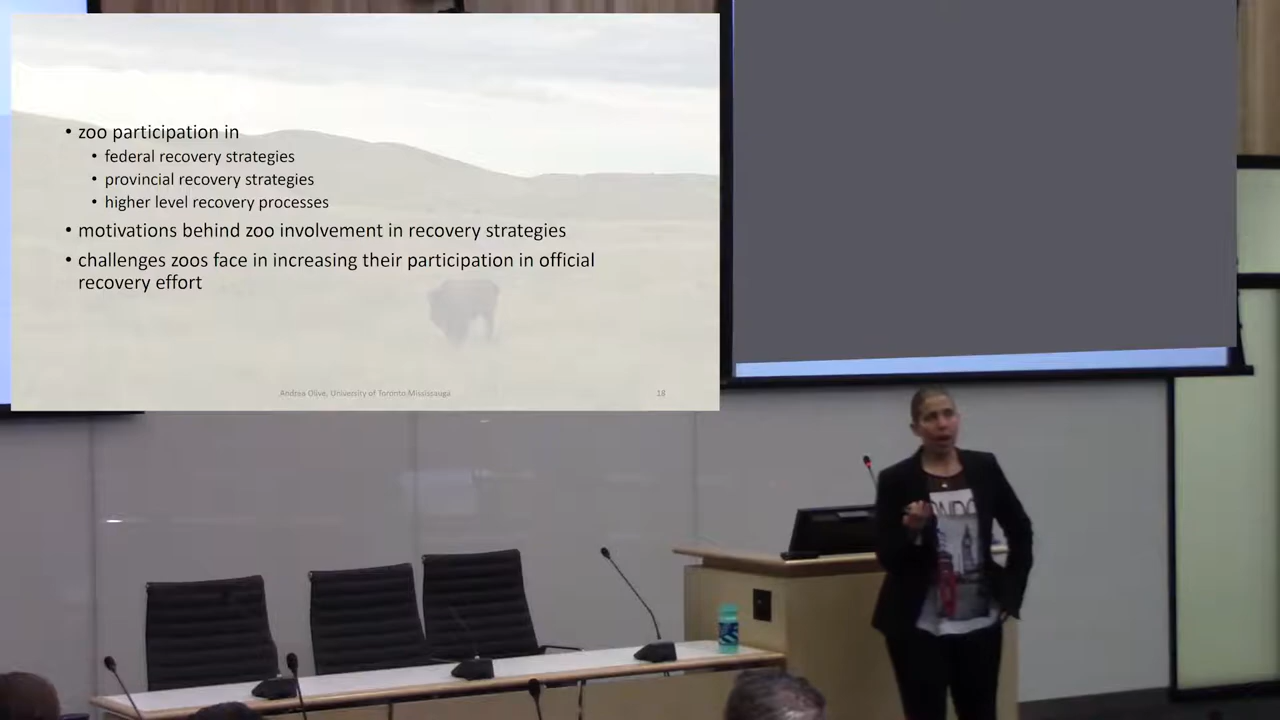 • zoo participation in
• federal recovery strategies
• provincial recovery strategies
• higher level recovery processes
• motivations behind zoo involvement in recovery strategies
• challenges zoos face in increasing their participation in official
recovery effort
Andrea Olive, University of Toronto Mississauga
18
ONDO